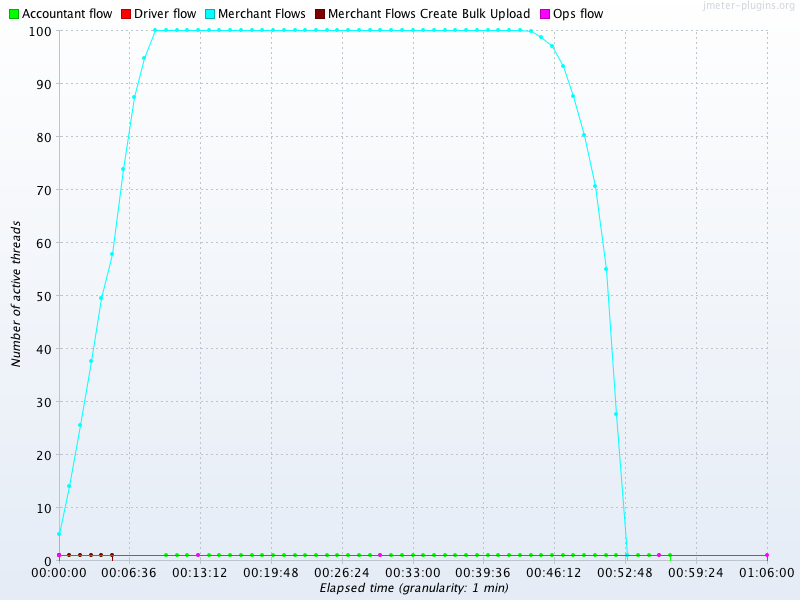 Accountant flow Driver flow Merchant Flows Merchant Flows Create Bulk Upload Ops flow
jmeter-plugins.org
100
90
80
70
60
50
40
30
20
10
0
Number of active threads
00:00:00 00:06:36 00:13:12 00:19:48 00:26:24 00:33:00 00:39:36 00:46:12 00:52:48 00:59:24 01:06:00
Elapsed time (granularity: 1 min)